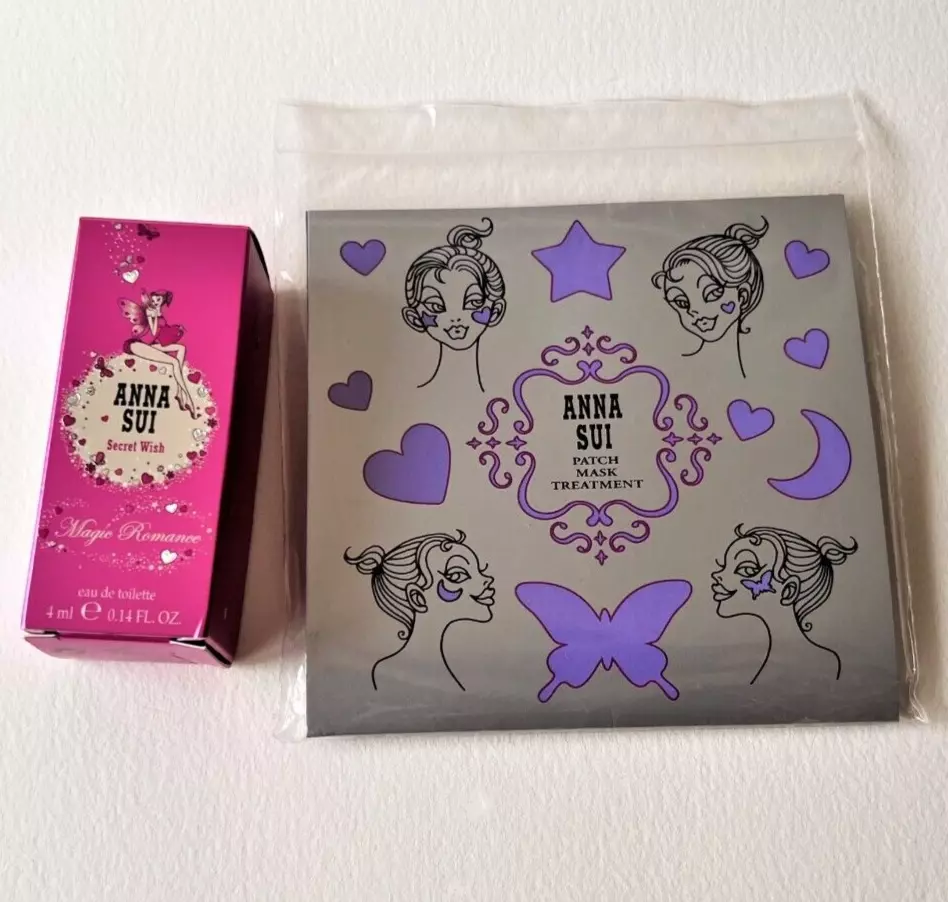 ANNA
SUI
Secret Wish
Magic Romance
eau de toilette
4 ml ℮ 0.14 FL. OZ.
ANNA
SUI
PATCH
MASK
TREATMENT